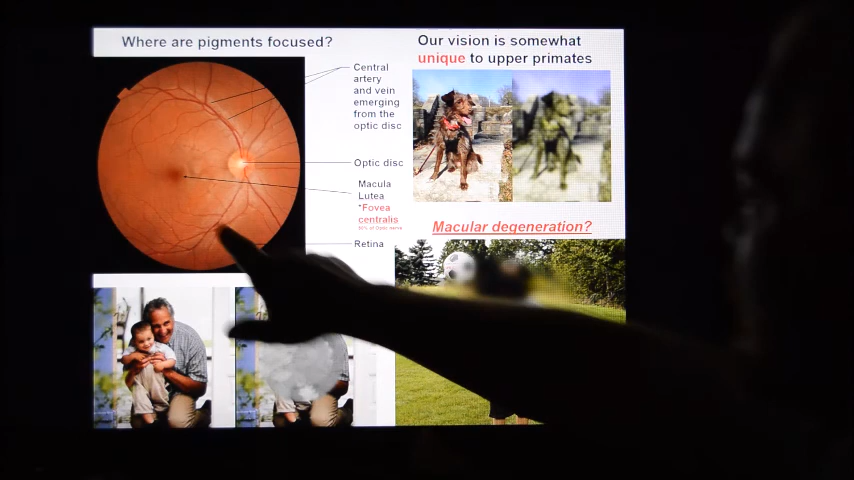 Where are pigments focused?
Our vision is somewhat
unique to upper primates
Central
artery
and vein
emerging
from the
optic disc
Optic disc
Macula
Lutea
*Fovea
centralis
Retina
Macular degeneration?